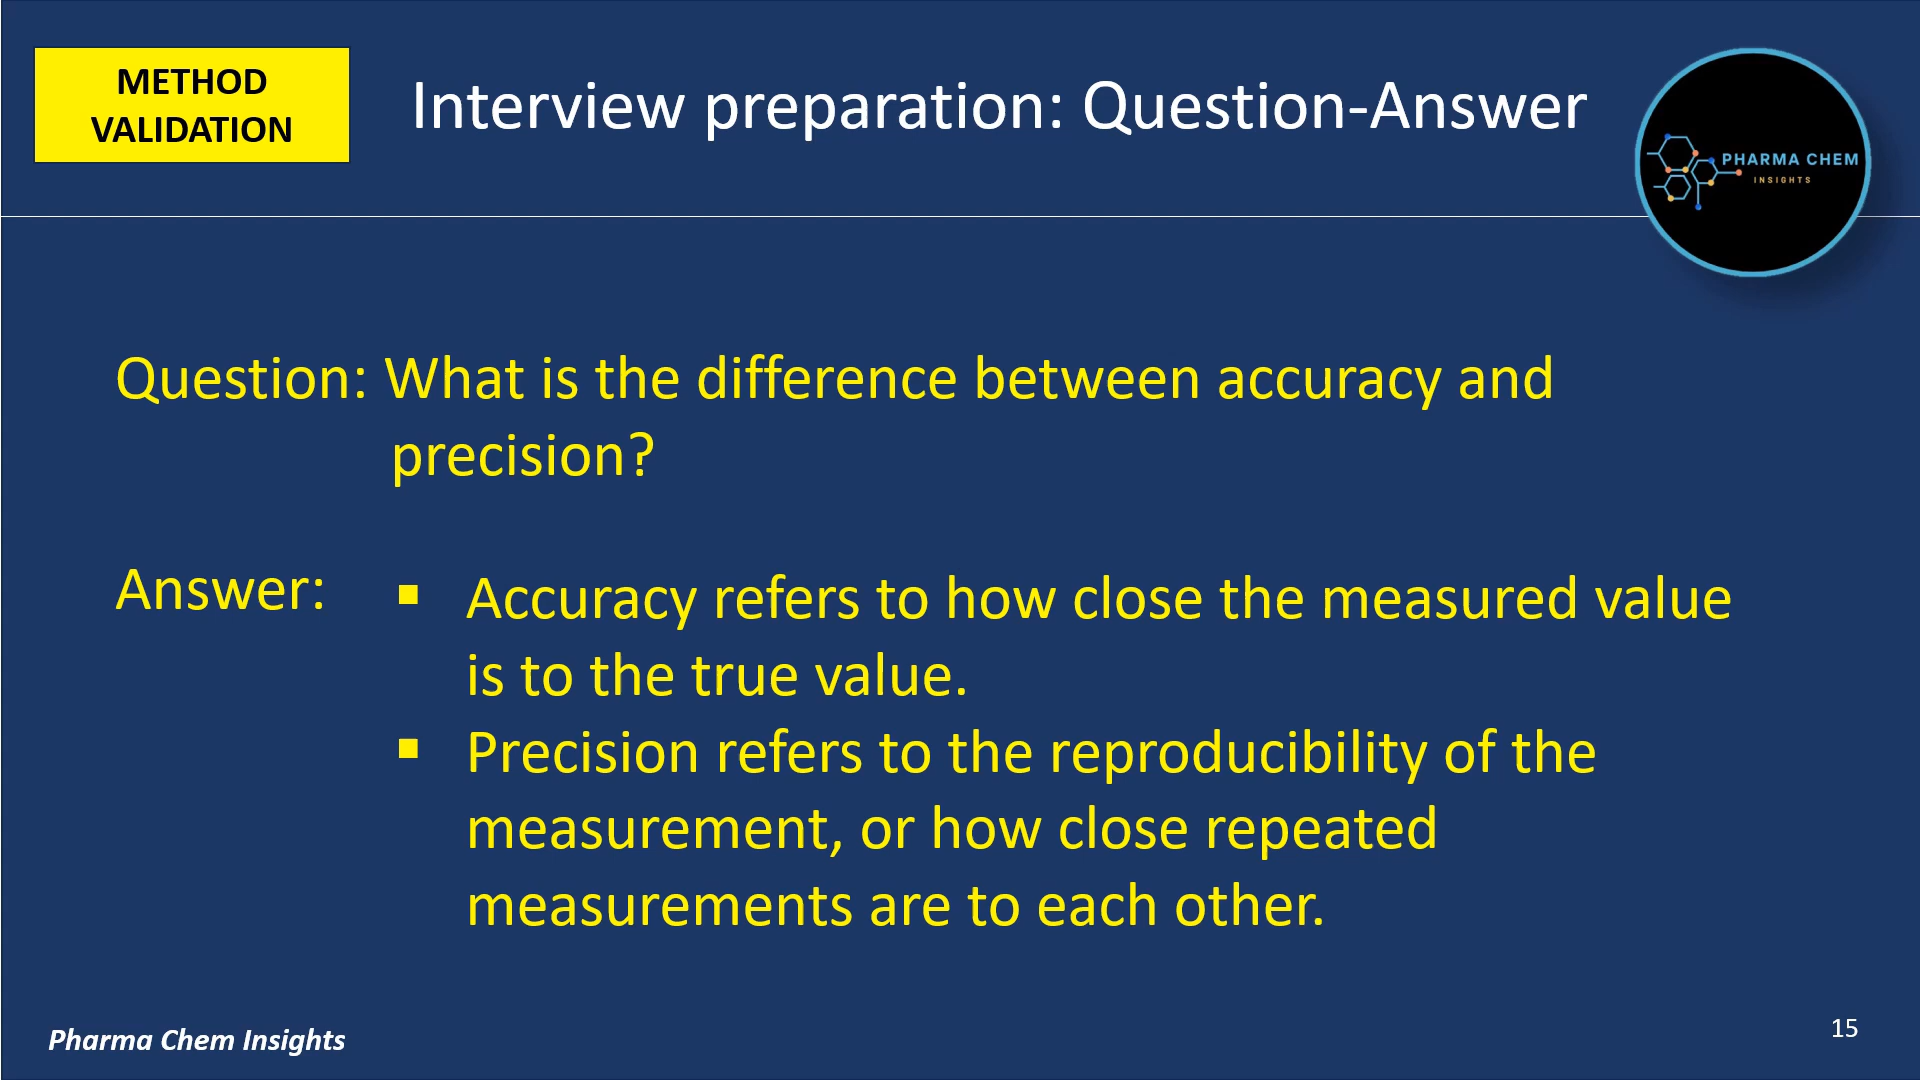 METHOD
VALIDATION
Interview preparation: Question-Answer
PHARMA CHEM
INSIGHTS
Question: What is the difference between accuracy and
precision?
Answer:
▪ Accuracy refers to how close the measured value
is to the true value.
▪ Precision refers to the reproducibility of the
measurement, or how close repeated
measurements are to each other.
Pharma Chem Insights
15